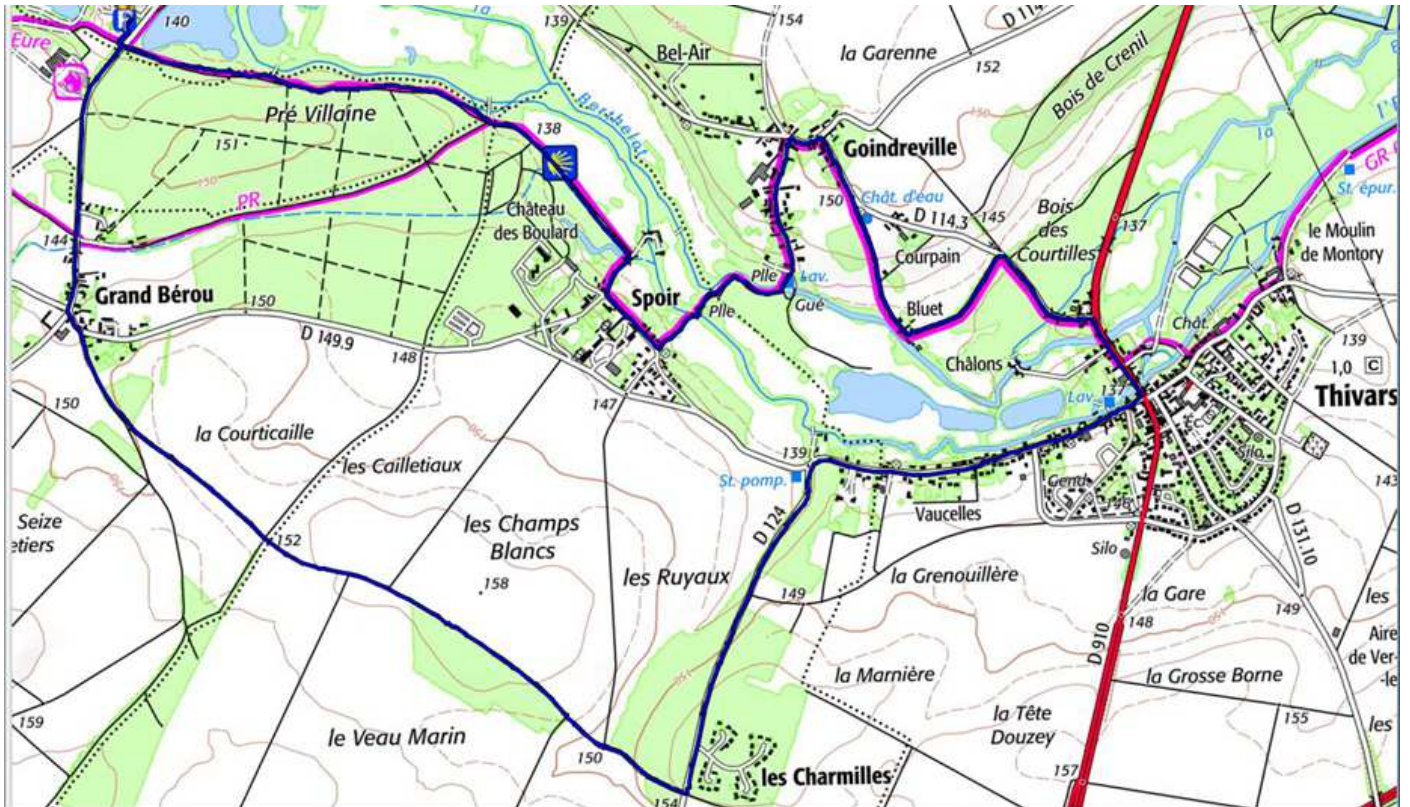 140
139
154
D 114
Eure
Bel-Air
la Garenne
152
Bois de Crenil
150
Pré Villaine
Berthelot
138
Goindreville
GR
St. épur.
151
150
150
PR
Château
des Boulard
Chât. d'eau
D 114.3
145
Bois
des
Courtilles
137
Courpain
le Moulin
de Montory
144
Grand Bérou
150
D 149.9
148
Spoir
Plle
Plle
Lav.
Gué
Bluet
Chât.
Châlons
139
1,0
C
Thivars
137
Lav.
150
147
la Courticaille
les Cailletiaux
139
St. pomp.
Vaucelles
Gend.
Silo
Silo
143
D 131.10
Seize
etiers
152
les Champs
Blancs
158
les Ruyaux
D 124
149
la Grenouillère
la Gare
148
149
les
Aire
de Ver-
-le
D 910
la Marnière
la Grosse Borne
159
le Veau Marin
150
154
les Charmilles
la Tête
Douzey
157
155
les